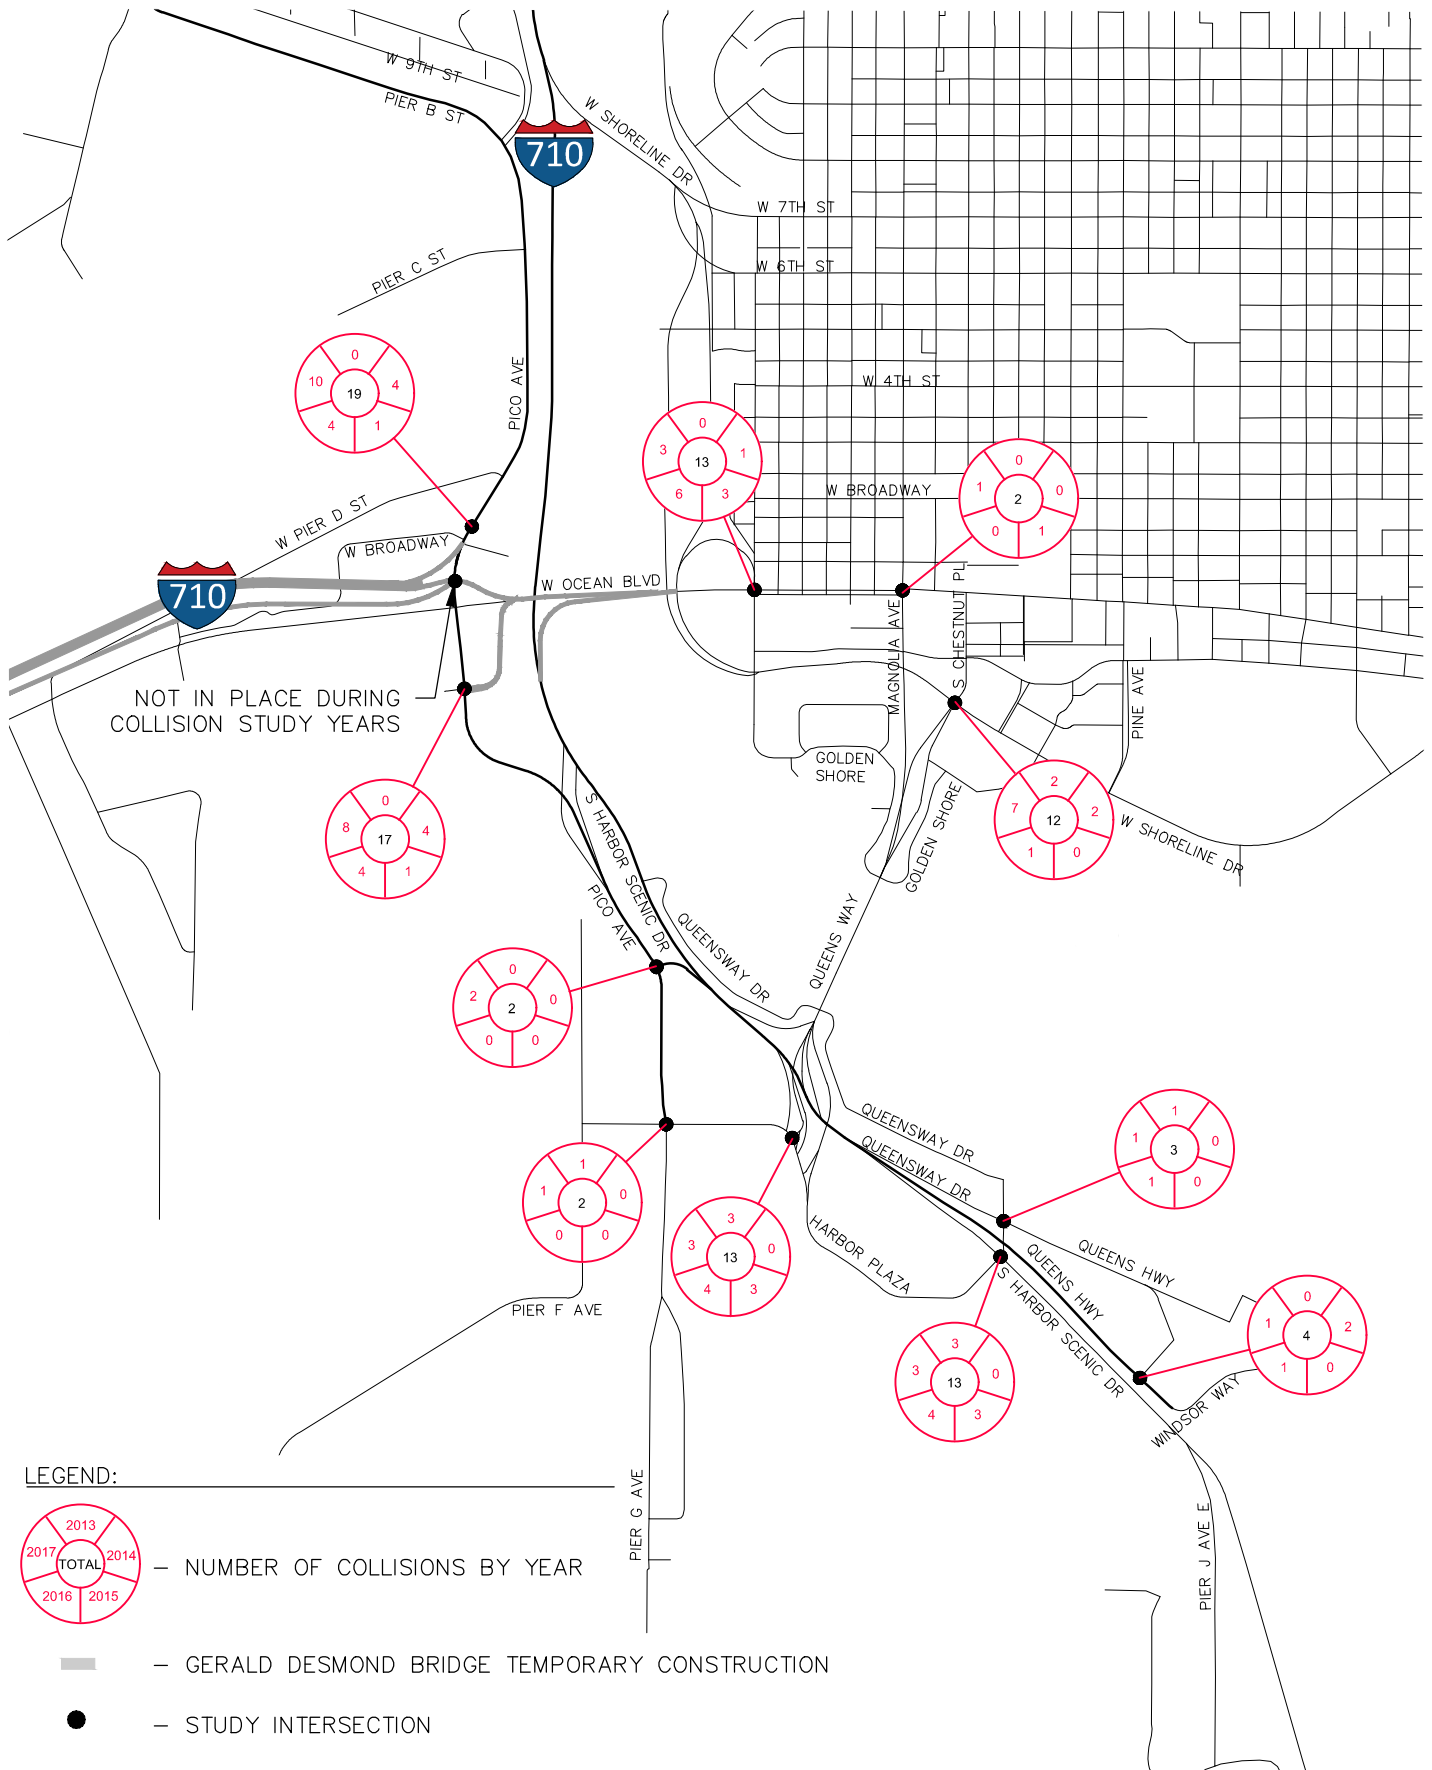 W 9TH ST
PIER B ST
710
W SHORELINE DR
W 7TH ST
W 6TH ST
PIER C ST
PICO AVE
0
10
4
19
4
1
W 4TH ST
0
3
1
13
6
3
0
1
0
2
0
1
W BROADWAY
W PIER D ST
W BROADWAY
710
W OCEAN BLVD
MAGNOLIA AVE
S CHESTNUT PL
PINE AVE
NOT IN PLACE DURING
COLLISION STUDY YEARS
GOLDEN
SHORE
GOLDEN SHORE
0
8
4
17
4
1
2
7
2
12
1
0
W SHORELINE DR
S HARBOR SCENIC DR
PICO AVE
QUEENSWAY DR
QUEENS WAY
0
2
0
2
0
0
QUEENSWAY DR
QUEENSWAY DR
1
1
0
3
1
0
1
1
0
2
0
0
3
3
0
13
4
3
HARBOR PLAZA
QUEENS HWY
QUEENS HWY
S HARBOR SCENIC DR
PIER F AVE
0
1
2
4
1
0
3
3
0
13
4
3
WINDSOR WAY
PIER G AVE
PIER J AVE E
LEGEND:
2013
2017
2014
TOTAL
2016
2015
– NUMBER OF COLLISIONS BY YEAR
– GERALD DESMOND BRIDGE TEMPORARY CONSTRUCTION
– STUDY INTERSECTION